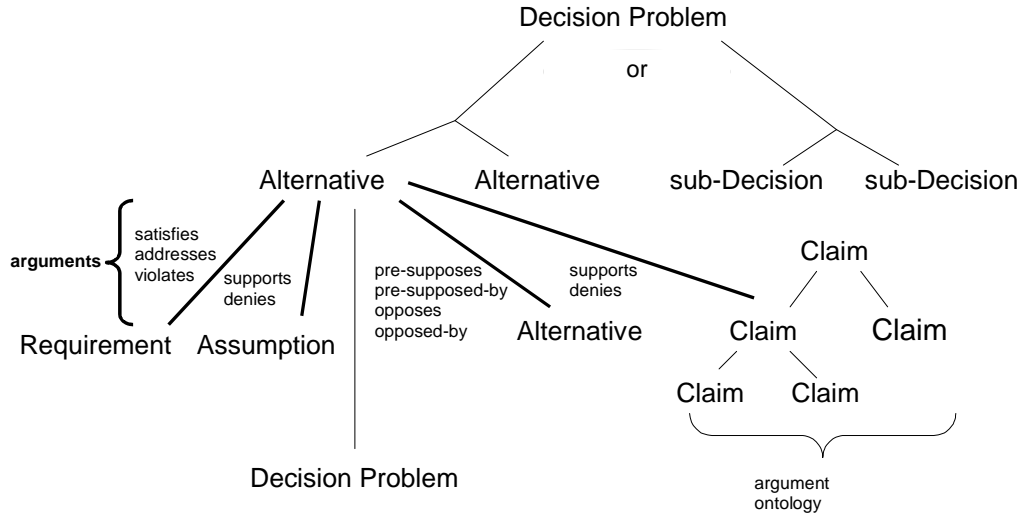 Decision Problem
or
Alternative
Alternative
sub-Decision
sub-Decision
arguments
satisfies
addresses
violates
supports
denies
pre-supposes
pre-supposed-by
opposes
opposed-by
supports
denies
Claim
Requirement
Assumption
Alternative
Claim
Claim
Claim
Claim
Decision Problem
argument
ontology